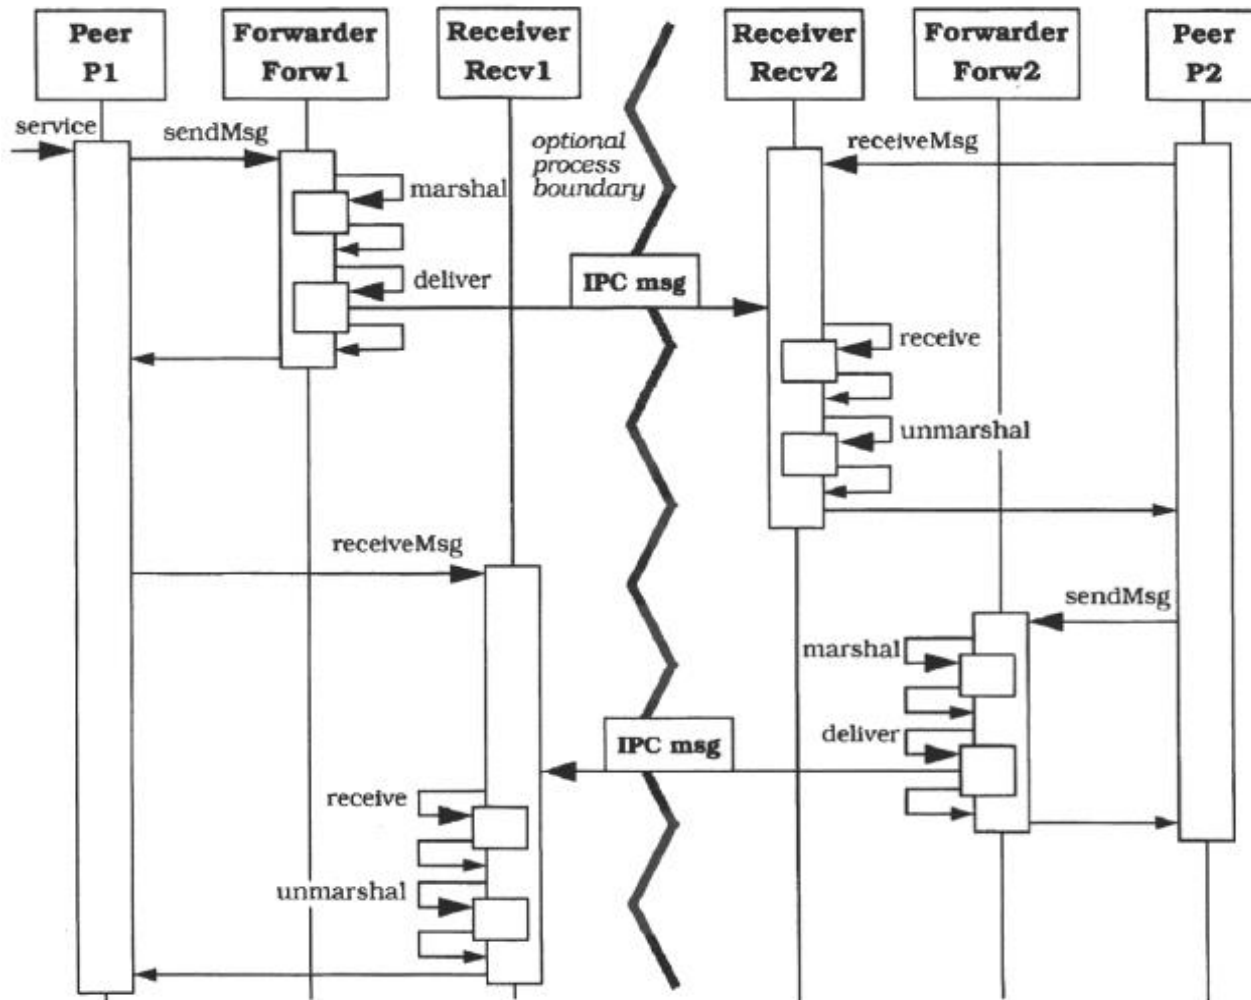 Peer
P1
Forwarder
Forw1
Receiver
Recv1
Receiver
Recv2
Forwarder
Forw2
Peer
P2
service
sendMsg
optional
process
boundary
receiveMsg
marshal
IPC msg
deliver
receive
unmarshal
receiveMsg
sendMsg
marshal
IPC msg
deliver
receive
unmarshal